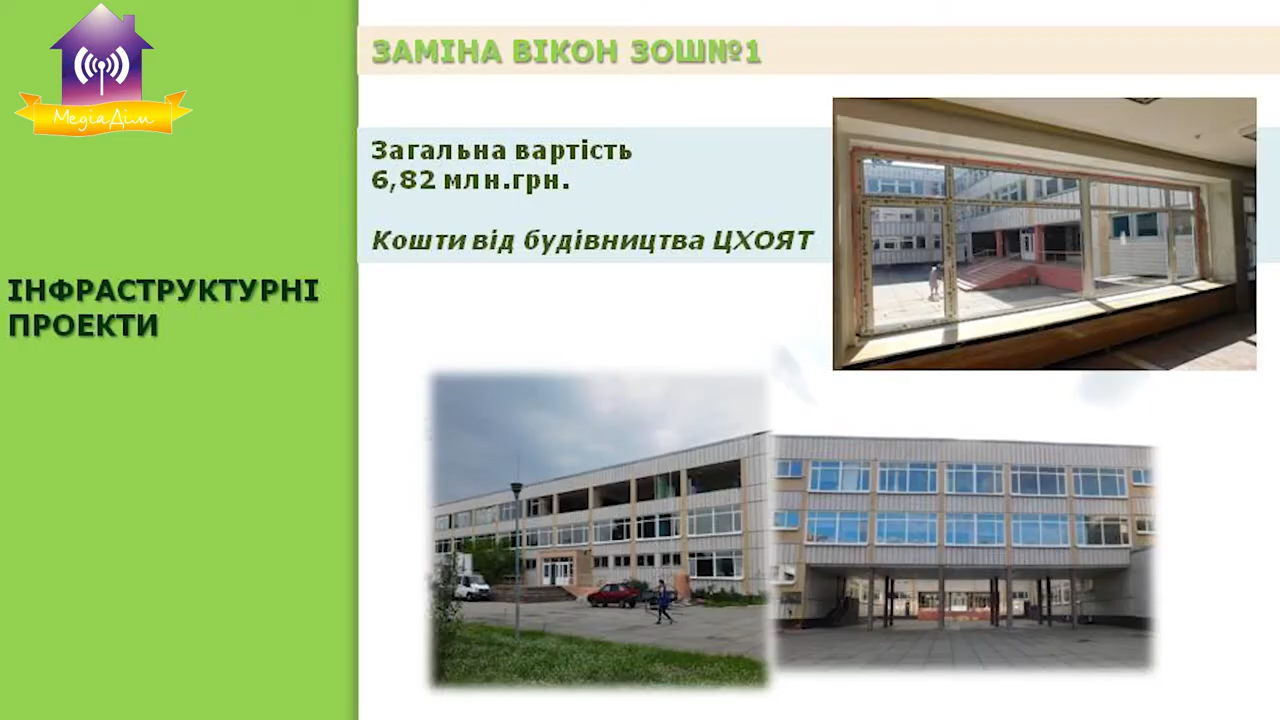 МедіаДім
ЗАМІНА ВІКОН ЗОШ№1
Загальна вартість
6,82 млн.грн.
Кошти від будівництва ЦХОЯТ
ІНФРАСТРУКТУРНІ
ПРОЕКТИ